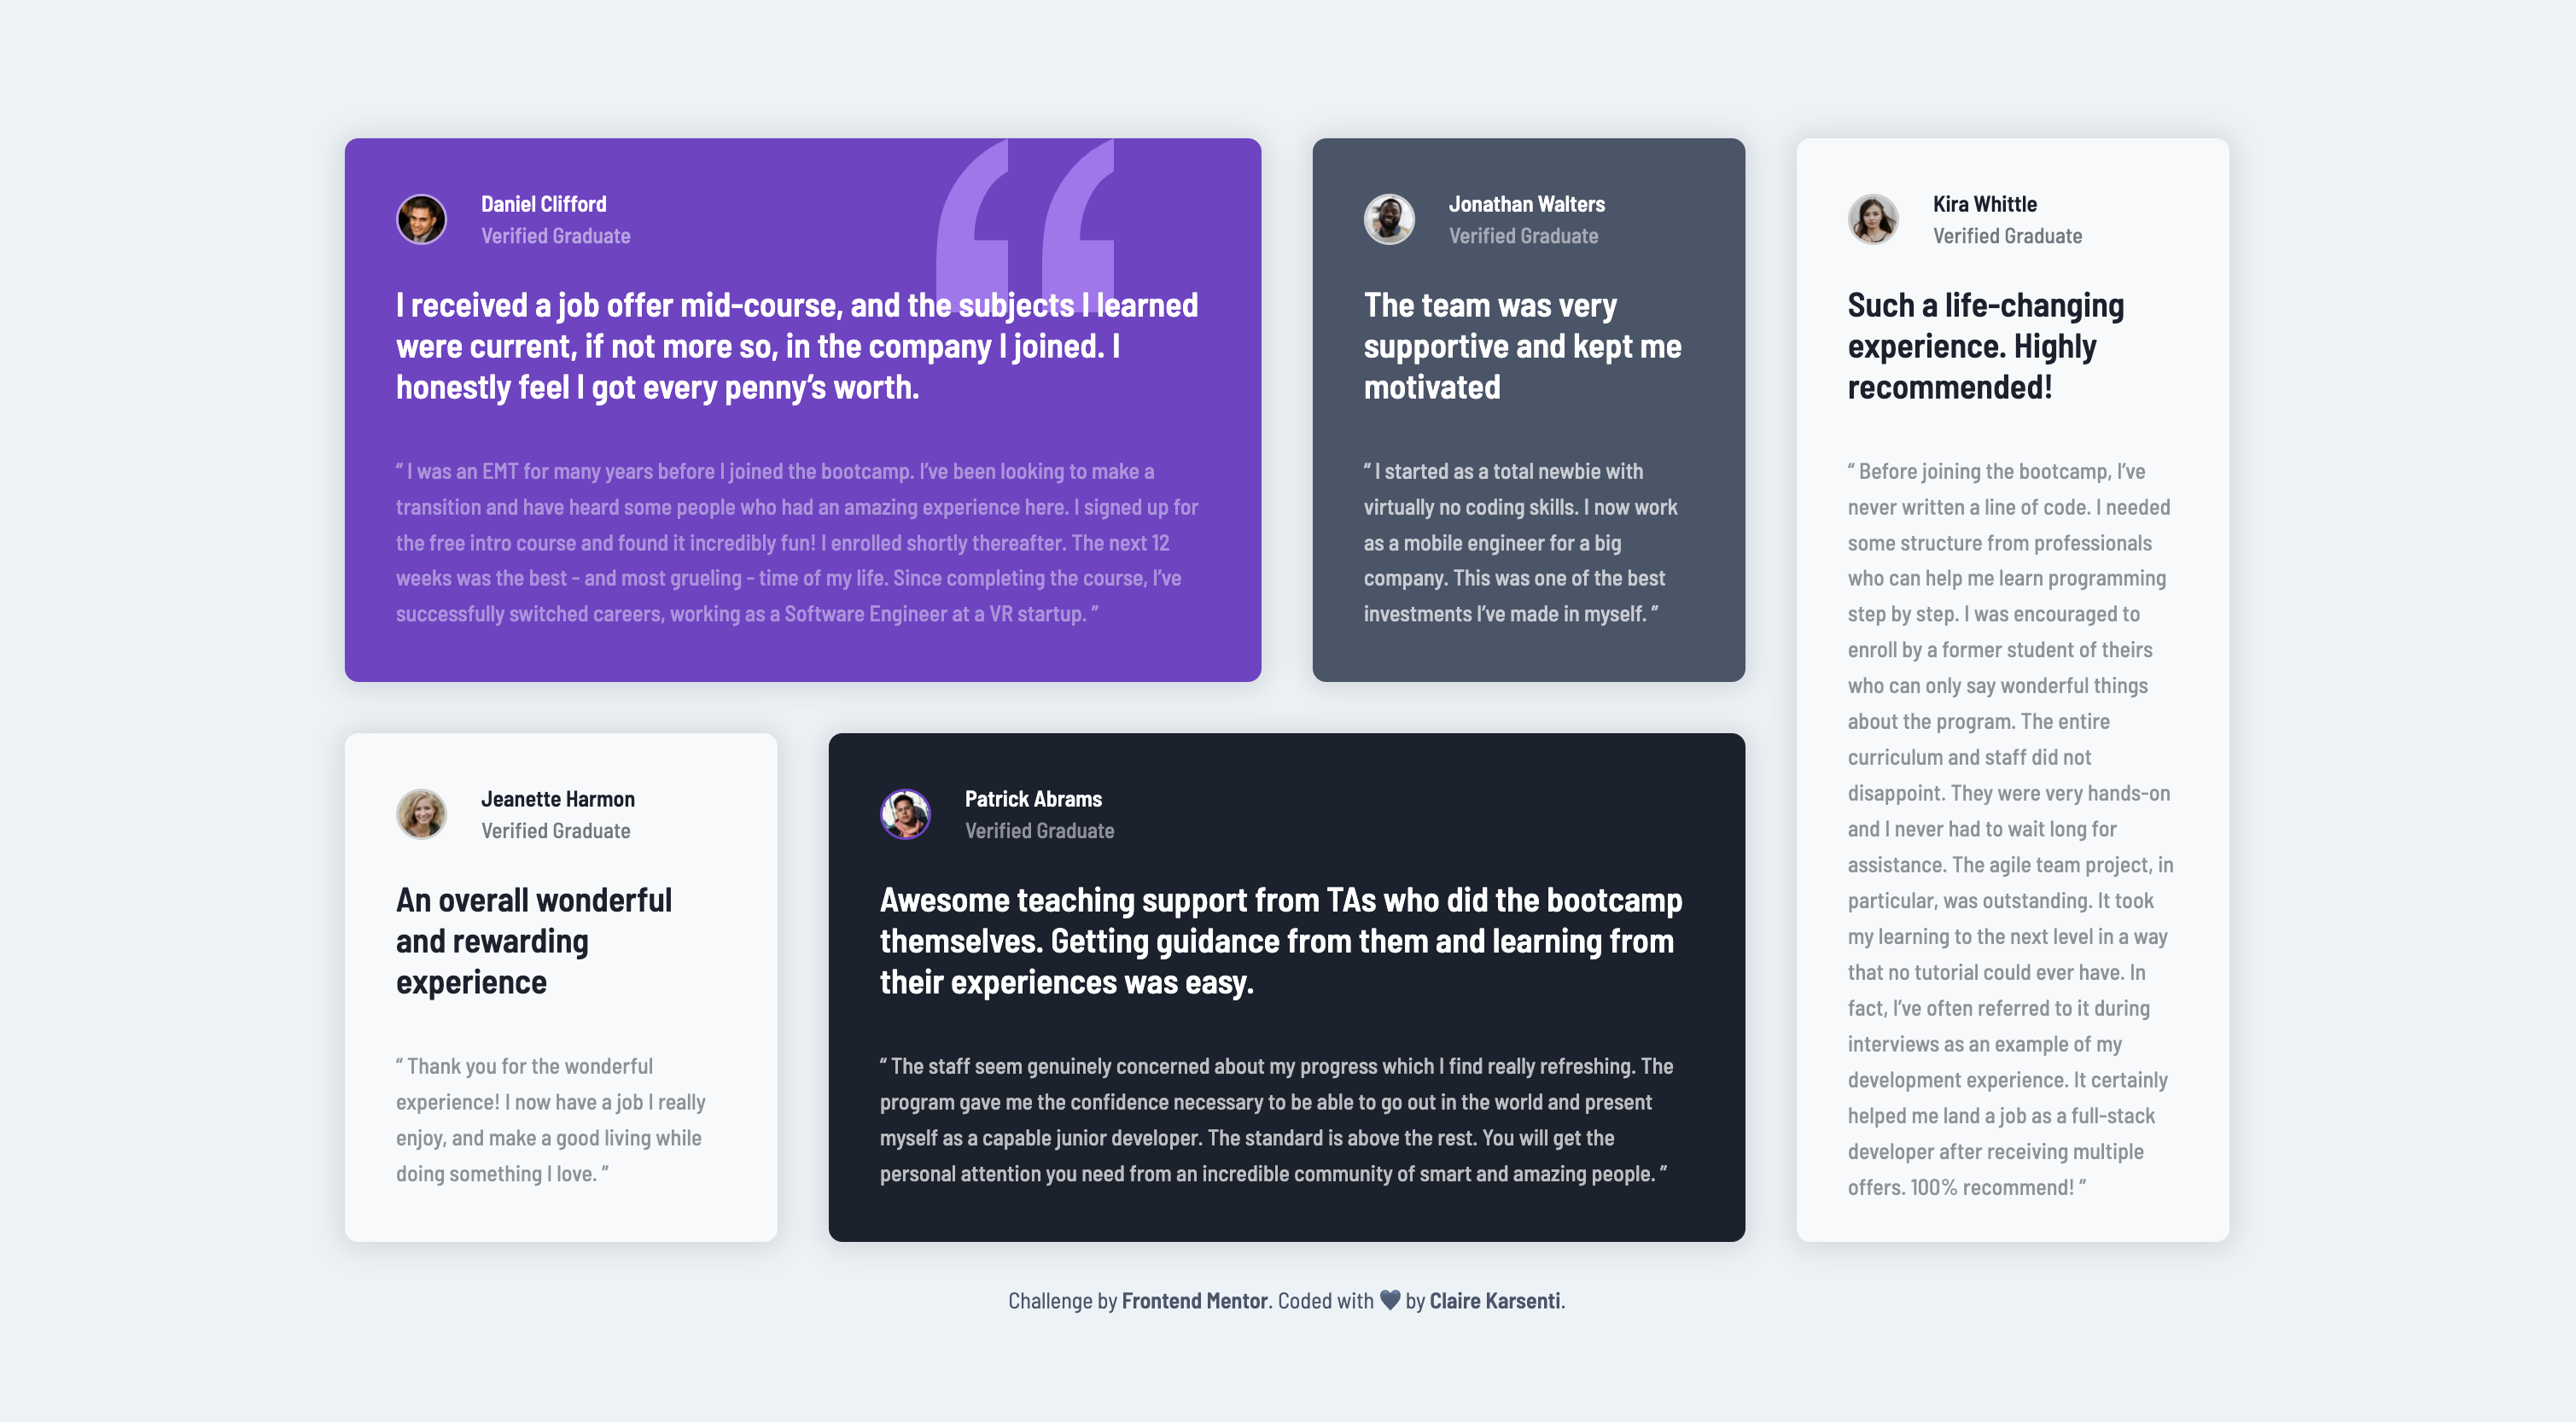 Daniel Clifford
Verified Graduate
I received a job offer mid-course, and the subjects I learned
were current, if not more so, in the company I joined. I
honestly feel I got every penny’s worth.
“ I was an EMT for many years before I joined the bootcamp. I’ve been looking to make a
transition and have heard some people who had an amazing experience here. I signed up for
the free intro course and found it incredibly fun! I enrolled shortly thereafter. The next 12
weeks was the best - and most grueling - time of my life. Since completing the course, I’ve
successfully switched careers, working as a Software Engineer at a VR startup. ”
Jonathan Walters
Verified Graduate
The team was very
supportive and kept me
motivated
“ I started as a total newbie with
virtually no coding skills. I now work
as a mobile engineer for a big
company. This was one of the best
investments I’ve made in myself. ”
Kira Whittle
Verified Graduate
Such a life-changing
experience. Highly
recommended!
“ Before joining the bootcamp, I’ve
never written a line of code. I needed
some structure from professionals
who can help me learn programming
step by step. I was encouraged to
enroll by a former student of theirs
who can only say wonderful things
about the program. The entire
curriculum and staff did not
disappoint. They were very hands-on
and I never had to wait long for
assistance. The agile team project, in
particular, was outstanding. It took
my learning to the next level in a way
that no tutorial could ever have. In
fact, I’ve often referred to it during
interviews as an example of my
development experience. It certainly
helped me land a job as a full-stack
developer after receiving multiple
offers. 100% recommend! ”
Jeanette Harmon
Verified Graduate
An overall wonderful
and rewarding
experience
“ Thank you for the wonderful
experience! I now have a job I really
enjoy, and make a good living while
doing something I love. ”
Patrick Abrams
Verified Graduate
Awesome teaching support from TAs who did the bootcamp
themselves. Getting guidance from them and learning from
their experiences was easy.
“ The staff seem genuinely concerned about my progress which I find really refreshing. The
program gave me the confidence necessary to be able to go out in the world and present
myself as a capable junior developer. The standard is above the rest. You will get the
personal attention you need from an incredible community of smart and amazing people. ”
Challenge by Frontend Mentor. Coded with 🖤 by Claire Karsenti.